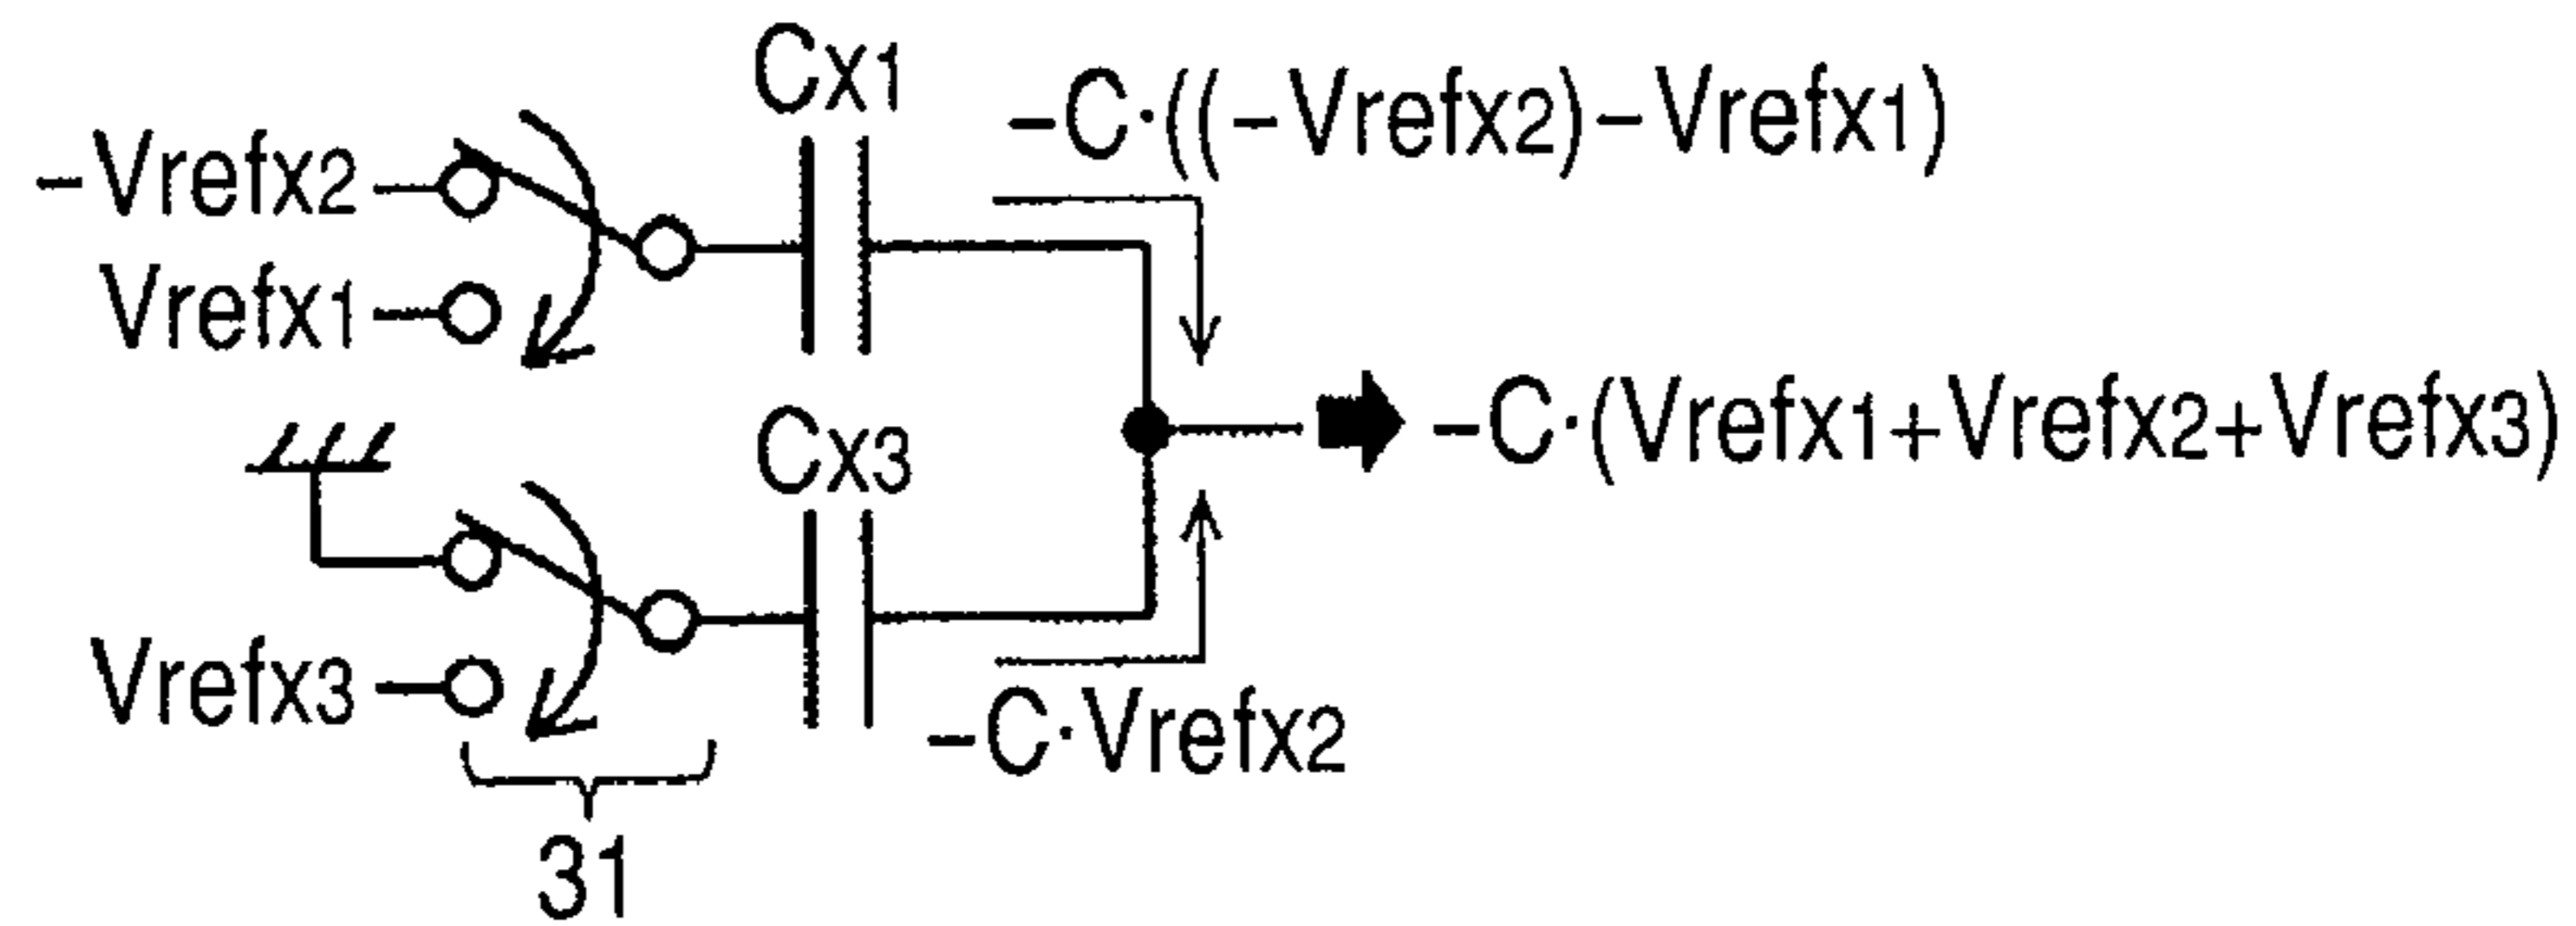 Cx1
-C·((-Vrefx2)-Vrefx1)
-Vrefx2
Vrefx1
-C·(Vrefx1+Vrefx2+Vrefx3)
Cx3
Vrefx3
-C·Vrefx2
31